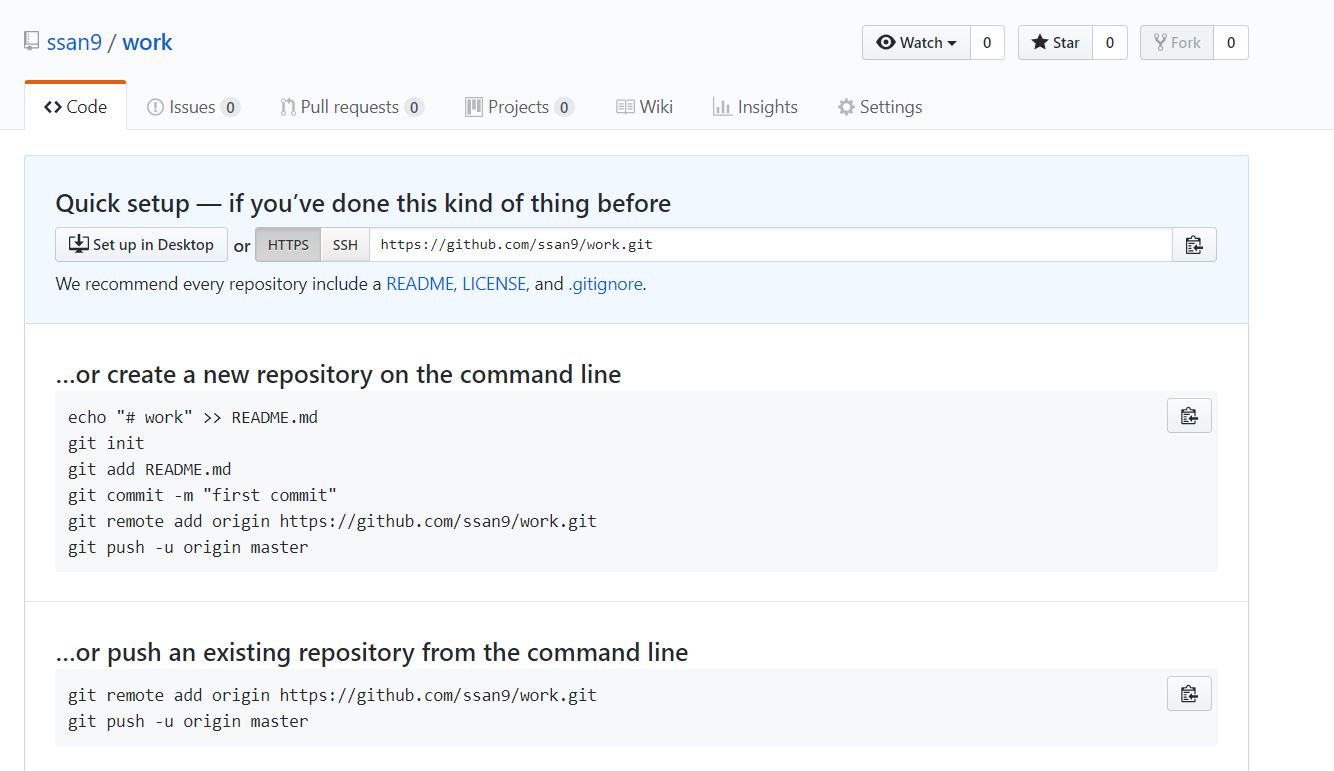 ssan9 / work
Watch 0 Star 0 Fork 0
Code Issues 0 Pull requests 0 Projects 0 Wiki Insights Settings
Quick setup — if you’ve done this kind of thing before
Set up in Desktop or HTTPS SSH https://github.com/ssan9/work.git
We recommend every repository include a README, LICENSE, and .gitignore.
…or create a new repository on the command line
echo "# work" >> README.md
git init
git add README.md
git commit -m "first commit"
git remote add origin https://github.com/ssan9/work.git
git push -u origin master
…or push an existing repository from the command line
git remote add origin https://github.com/ssan9/work.git
git push -u origin master